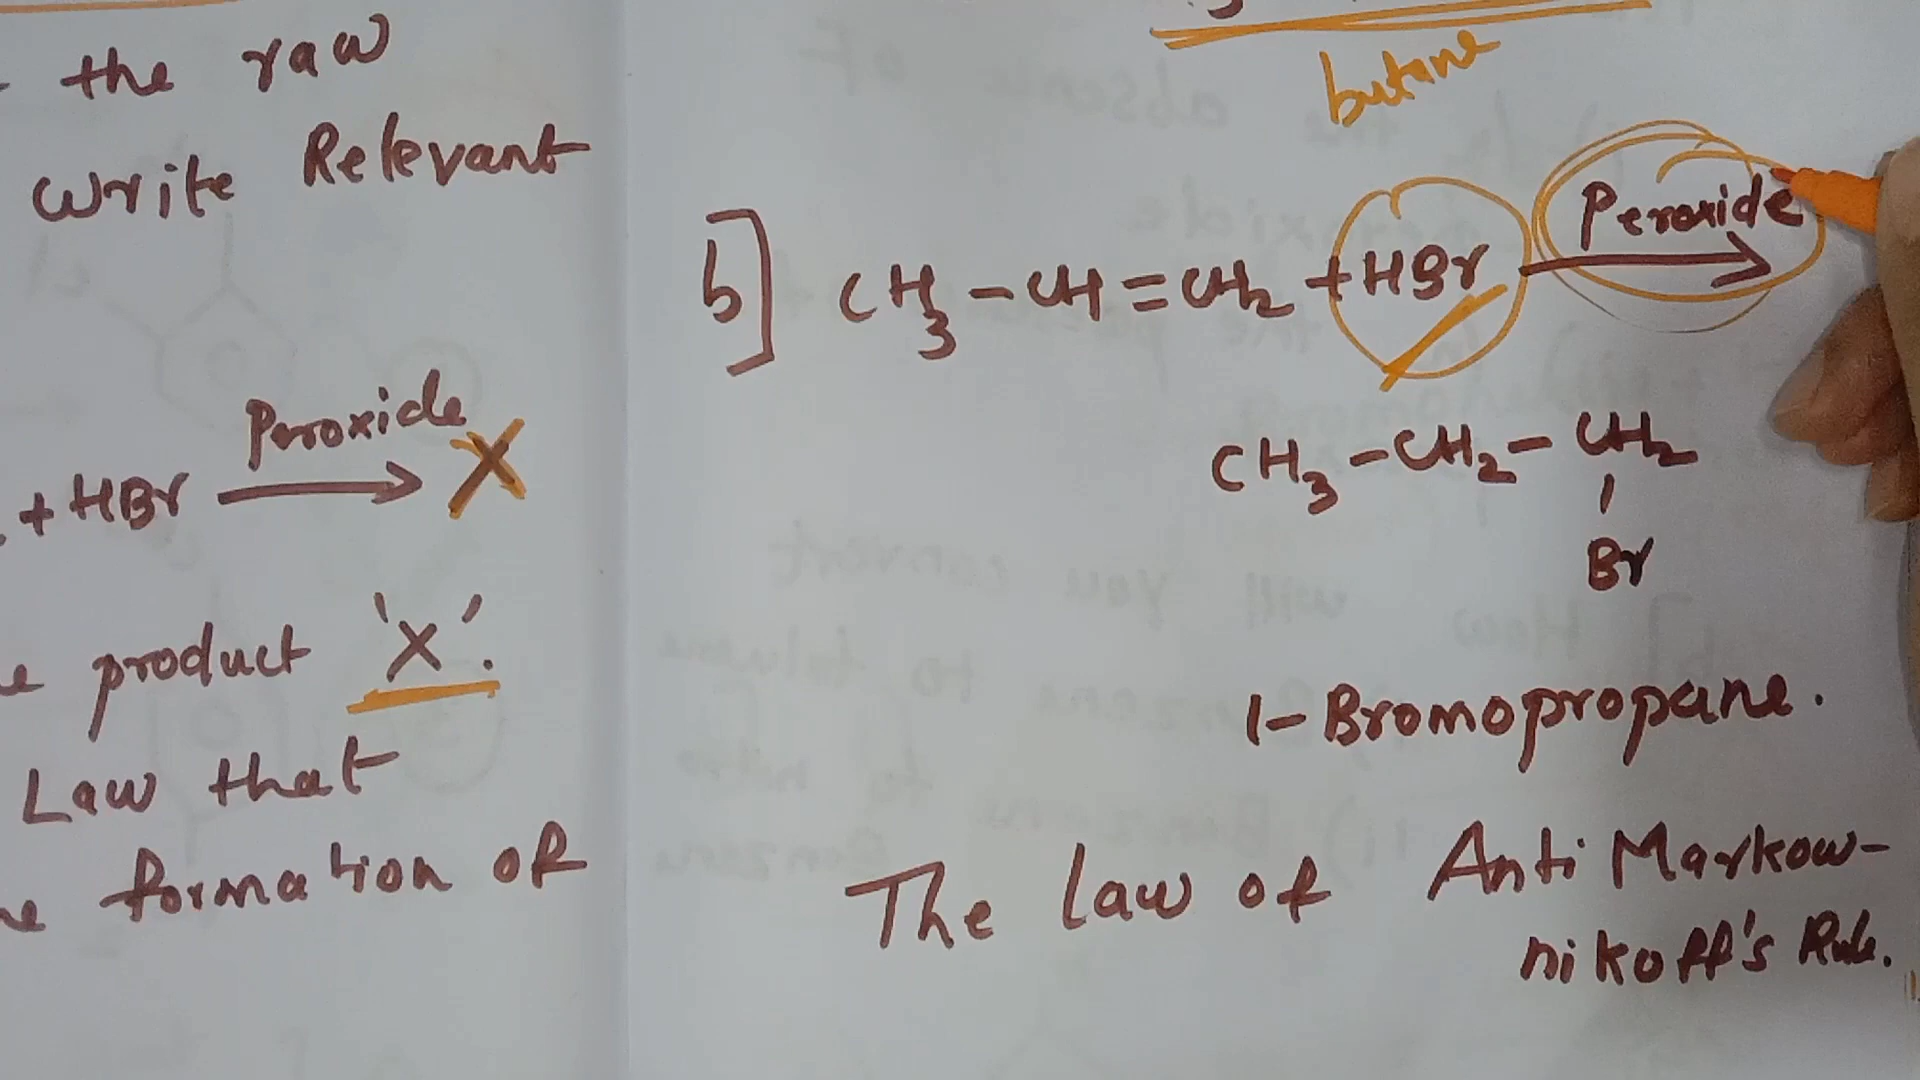 the raw
write Relevant
+HBr Peroxide X
product 'X'.
Law that
formation of
butane
b] CH3-CH=CH2+HBr Peroxide
CH3-CH2-CH2
Br
1-Bromopropane.
The law of Anti Markow-
nikoff's Rule.